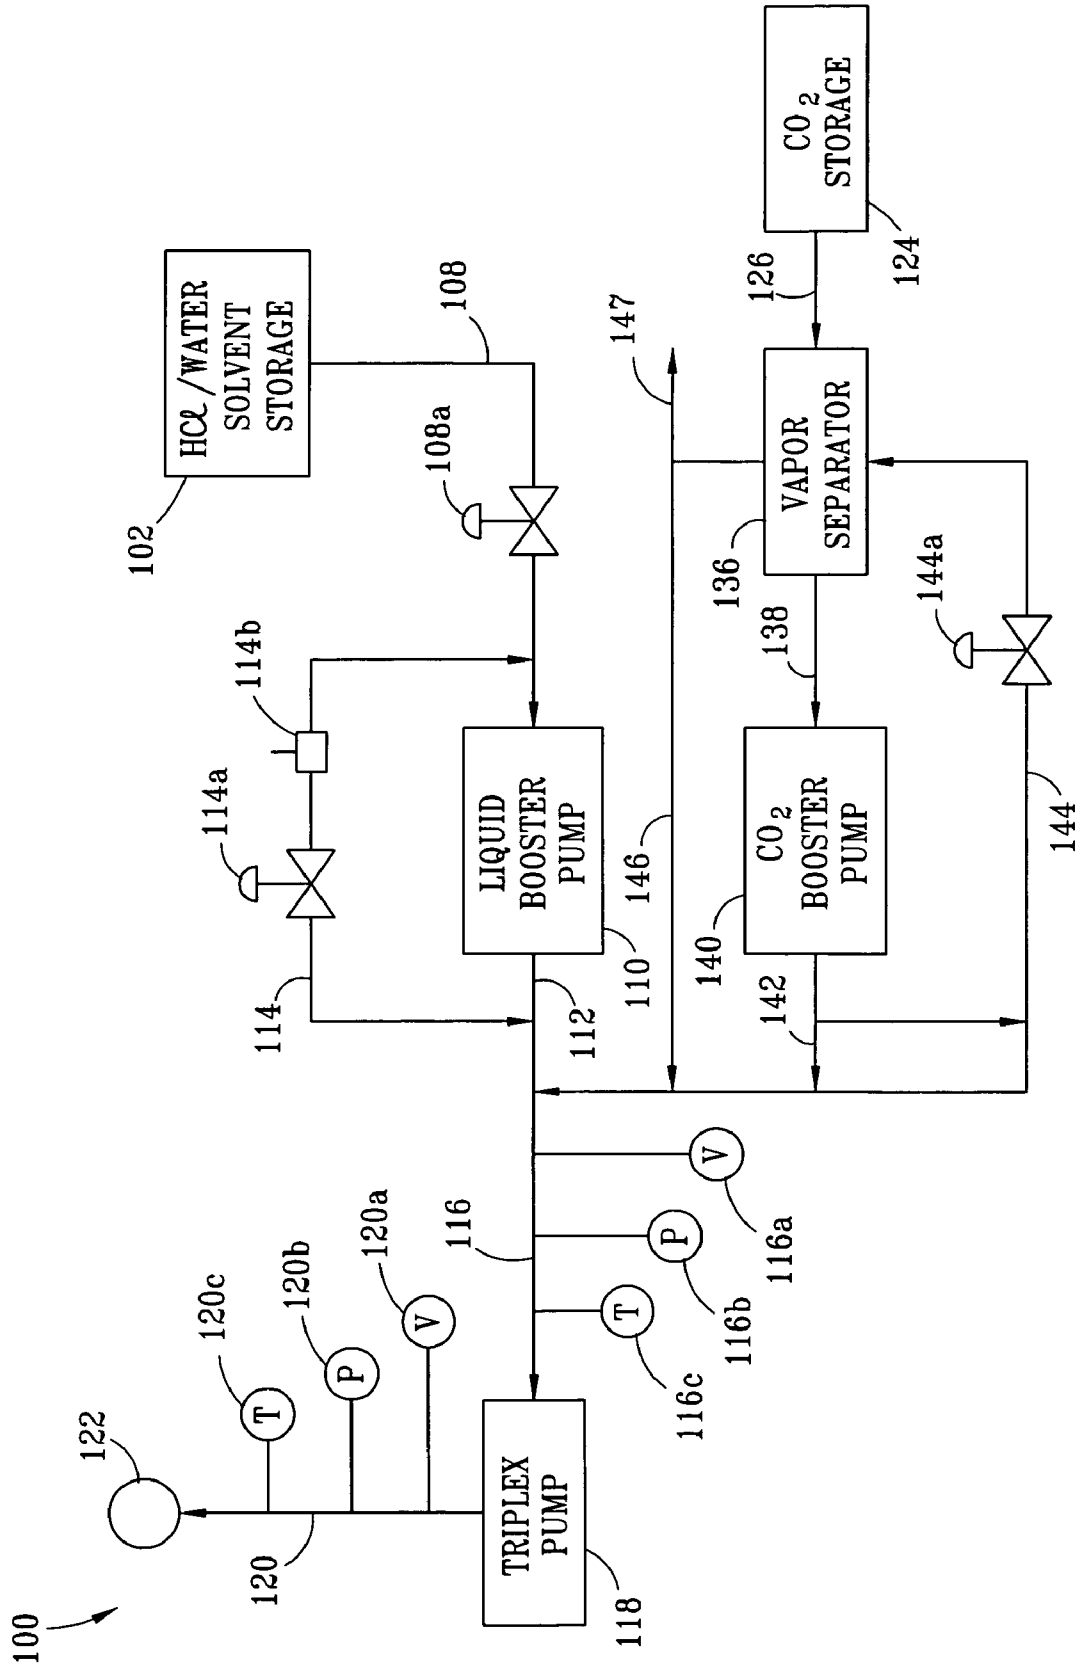 100
122
120c
T
120b
P
120a
V
120
TRIPLEX
PUMP
118
116
T
116c
P
116b
V
116a
114
114a
114b
112
LIQUID
BOOSTER
PUMP
110
102
HCℓ/WATER
SOLVENT
STORAGE
108
108a
146
147
142
140
CO₂
BOOSTER
PUMP
138
136
VAPOR
SEPARATOR
126
CO₂
STORAGE
124
144
144a